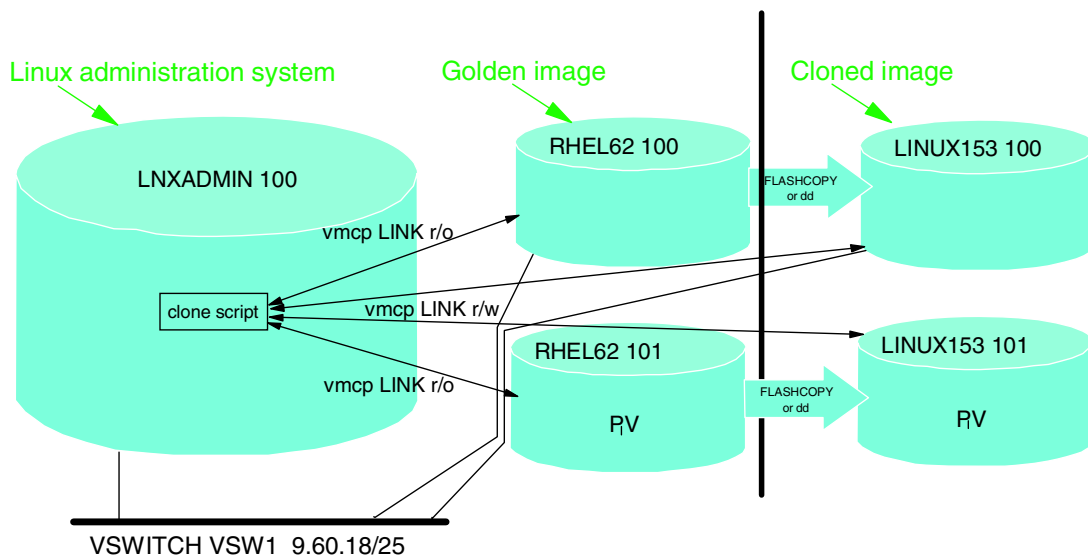 Linux administration system
Golden image
Cloned image
LNXADMIN 100
RHEL62 100
LINUX153 100
FLASHCOPY
or dd
vmcp LINK r/o
clone script
vmcp LINK r/w
RHEL62 101
LINUX153 101
vmcp LINK r/o
FLASHCOPY
or dd
PV
PV
VSWITCH VSW1 9.60.18/25